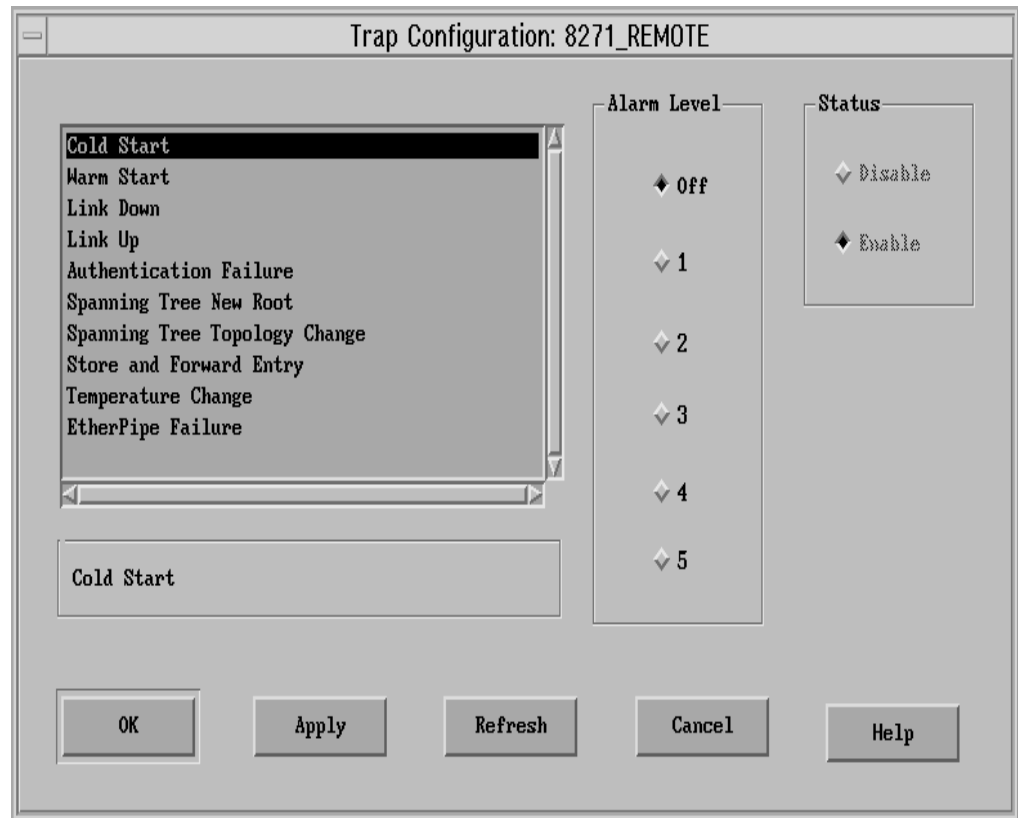 Trap Configuration: 8271_REMOTE
Cold Start
Warm Start
Link Down
Link Up
Authentication Failure
Spanning Tree New Root
Spanning Tree Topology Change
Store and Forward Entry
Temperature Change
EtherPipe Failure
Cold Start
Alarm Level
Off
1
2
3
4
5
Status
Disable
Enable
OK
Apply
Refresh
Cancel
Help